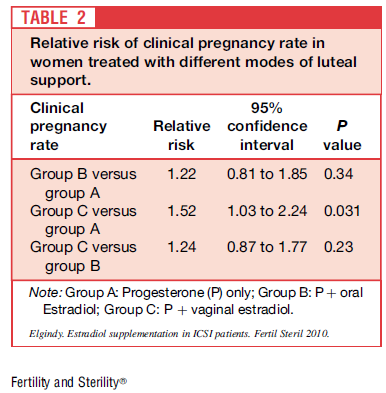 TABLE 2
Relative risk of clinical pregnancy rate in
women treated with different modes of luteal
support.
Clinical pregnancy rate Relative risk 95% confidence interval P value
Group B versus group A 1.22 0.81 to 1.85 0.34
Group C versus group A 1.52 1.03 to 2.24 0.031
Group C versus group B 1.24 0.87 to 1.77 0.23
Note: Group A: Progesterone (P) only; Group B: P + oral
Estradiol; Group C: P + vaginal estradiol.
Elgindy. Estradiol supplementation in ICSI patients. Fertil Steril 2010.
Fertility and Sterility®